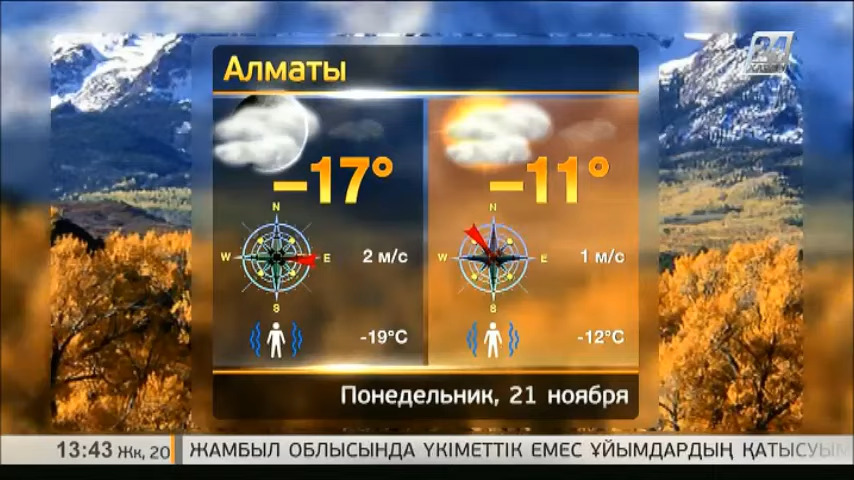 Алматы
24
ХАБАР
–17° –11°
N N
W E W E
S S
2 м/с 1 м/с
-19°C -12°C
Понедельник, 21 ноября
13:43 Жк, 20 ЖАМБЫЛ ОБЛЫСЫНДА ҮКІМЕТТІК ЕМЕС ҰЙЫМДАРДЫҢ ҚАТЫСУЫМ